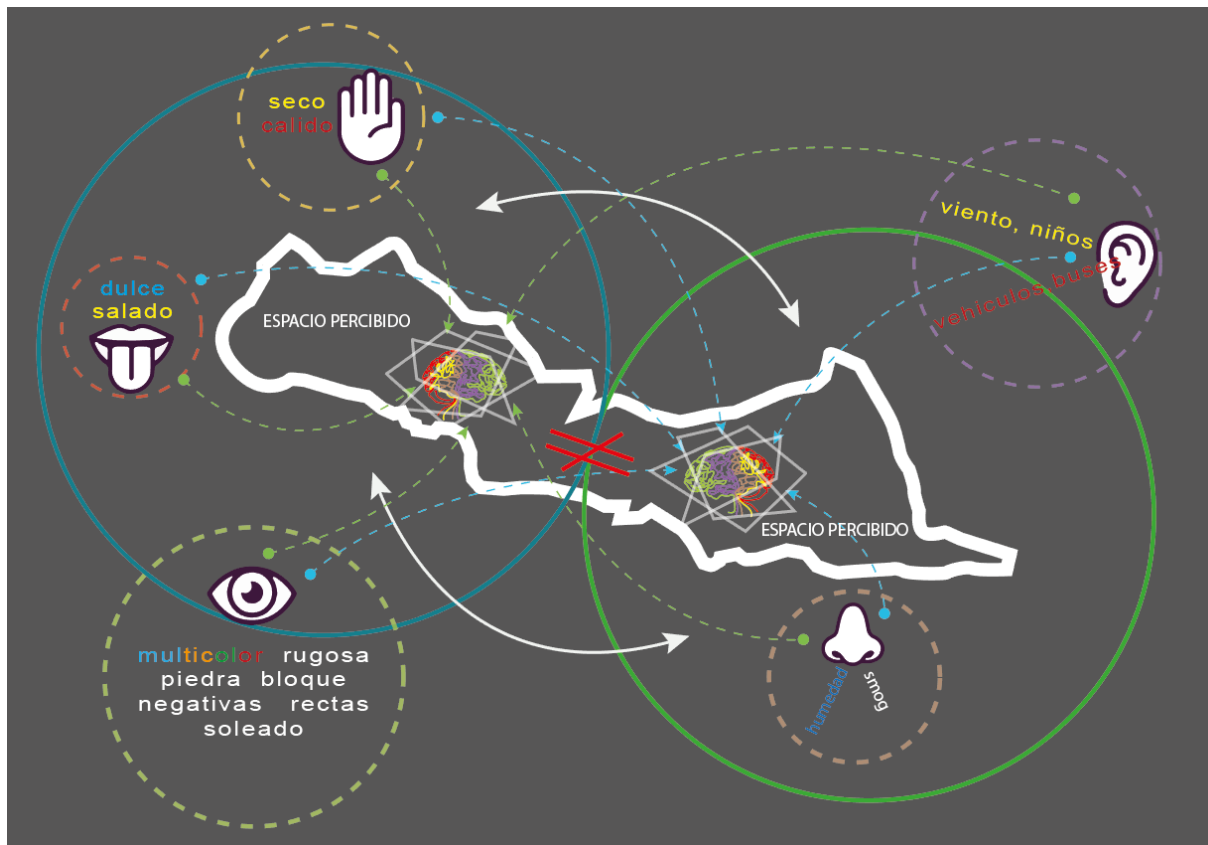 seco
calido
viento, niños
vehiculos buses
dulce
salado
ESPACIO PERCIBIDO
ESPACIO PERCIBIDO
multicolor rugosa
piedra bloque
negativas rectas
soleado
humedad
smog